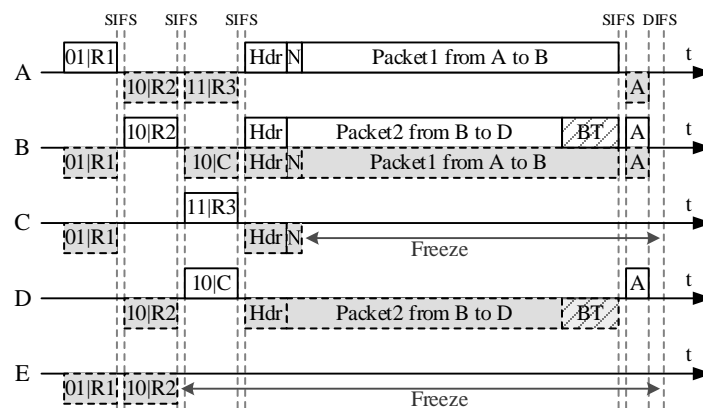 SIFS SIFS SIFS SIFS DIFS
01|R1 Hdr N Packet1 from A to B t
A
10|R2 11|R3 A
10|R2 Hdr Packet2 from B to D BT A t
B
01|R1 10|C Hdr N Packet1 from A to B A
11|R3 t
C
01|R1 Hdr N Freeze
10|C A t
D
10|R2 Hdr Packet2 from B to D BT
t
E
01|R1 10|R2 Freeze